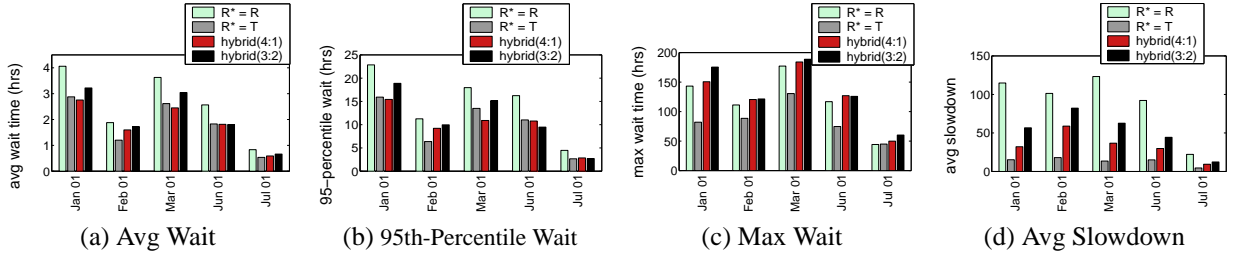 R* = R
R* = T
hybrid(4:1)
hybrid(3:2)
avg wait time (hrs)
5
4
3
2
1
0
Jan 01
Feb 01
Mar 01
Jun 01
Jul 01
(a) Avg Wait
R* = R
R* = T
hybrid(4:1)
hybrid(3:2)
95−percentile wait (hrs)
25
20
15
10
5
0
Jan 01
Feb 01
Mar 01
Jun 01
Jul 01
(b) 95th-Percentile Wait
R* = R
R* = T
hybrid(4:1)
hybrid(3:2)
max wait time (hrs)
200
150
100
50
0
Jan 01
Feb 01
Mar 01
Jun 01
Jul 01
(c) Max Wait
R* = R
R* = T
hybrid(4:1)
hybrid(3:2)
avg slowdown
150
100
50
0
Jan 01
Feb 01
Mar 01
Jun 01
Jul 01
(d) Avg Slowdown